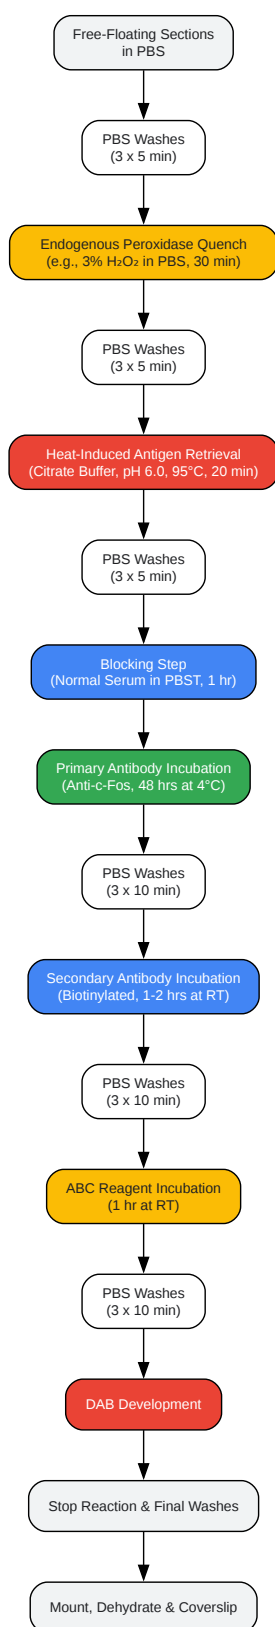 Free-Floating Sections
in PBS
PBS Washes
(3 x 5 min)
Endogenous Peroxidase Quench
(e.g., 3% H₂O₂ in PBS, 30 min)
PBS Washes
(3 x 5 min)
Heat-Induced Antigen Retrieval
(Citrate Buffer, pH 6.0, 95°C, 20 min)
PBS Washes
(3 x 5 min)
Blocking Step
(Normal Serum in PBST, 1 hr)
Primary Antibody Incubation
(Anti-c-Fos, 48 hrs at 4°C)
PBS Washes
(3 x 10 min)
Secondary Antibody Incubation
(Biotinylated, 1-2 hrs at RT)
PBS Washes
(3 x 10 min)
ABC Reagent Incubation
(1 hr at RT)
PBS Washes
(3 x 10 min)
DAB Development
Stop Reaction & Final Washes
Mount, Dehydrate & Coverslip